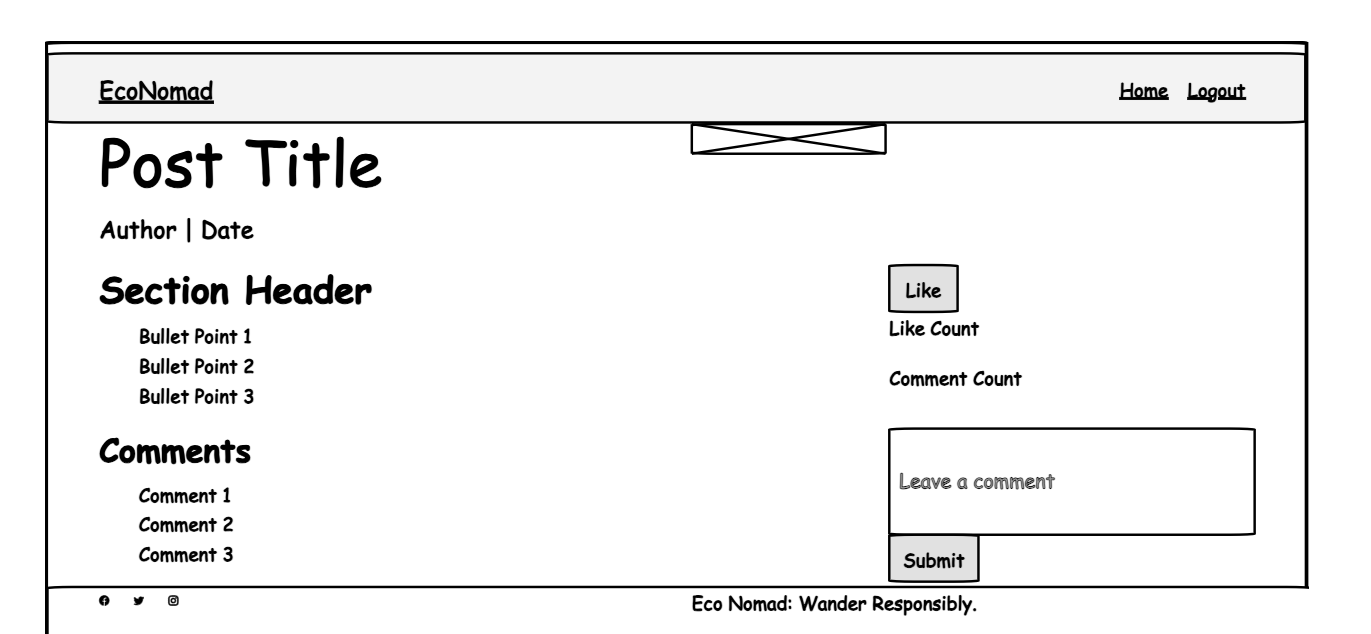 EcoNomad
Home Logout
Post Title
Author | Date
Section Header
Bullet Point 1
Bullet Point 2
Bullet Point 3
Like
Like Count
Comment Count
Comments
Comment 1
Comment 2
Comment 3
Leave a comment
Submit
Eco Nomad: Wander Responsibly.